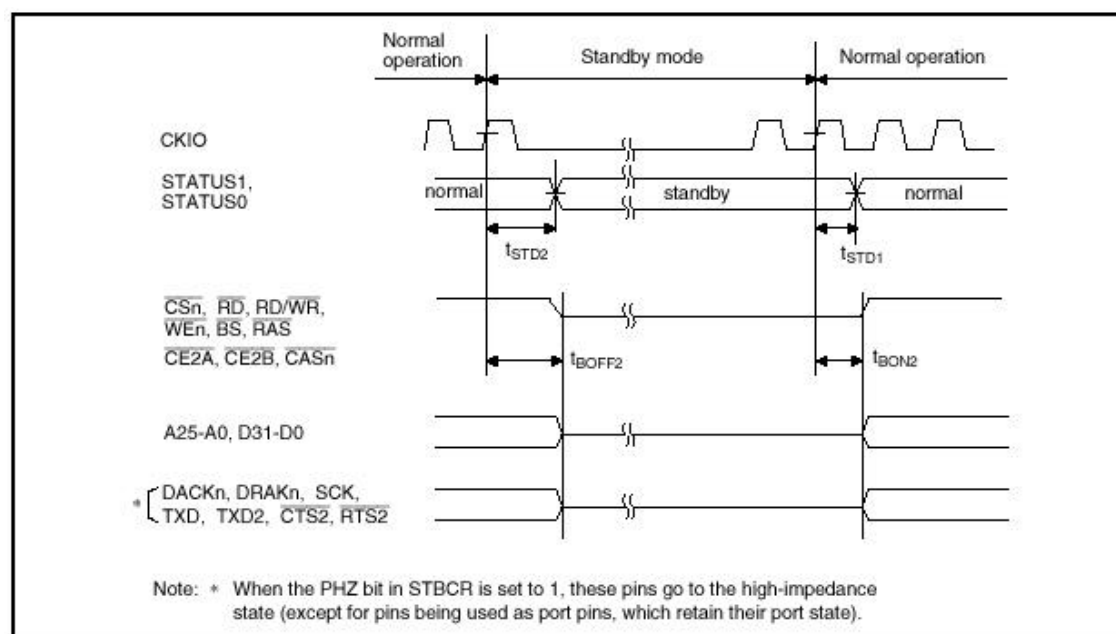 Normal
operation
Standby mode
Normal operation
CKIO
STATUS1,
STATUS0
normal
standby
normal
tSTD2
tSTD1
CSn, RD, RD/WR,
WEn, BS, RAS
CE2A, CE2B, CASn
tBOFF2
tBON2
A25-A0, D31-D0
* DACKn, DRAKn, SCK,
TXD, TXD2, CTS2, RTS2
Note: * When the PHZ bit in STBCR is set to 1, these pins go to the high-impedance
state (except for pins being used as port pins, which retain their port state).